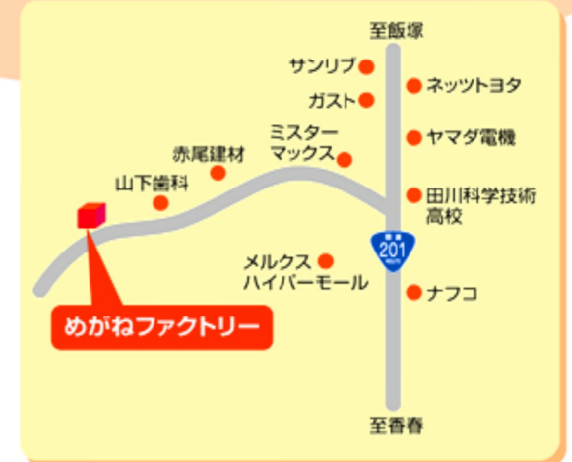 至飯塚
サンリブ
ネッツトヨタ
ガスト
ミスター
マックス
ヤマダ電機
赤尾建材
山下歯科
田川科学技術
高校
201
メルクス
ハイパーモール
ナフコ
めがねファクトリー
至香春